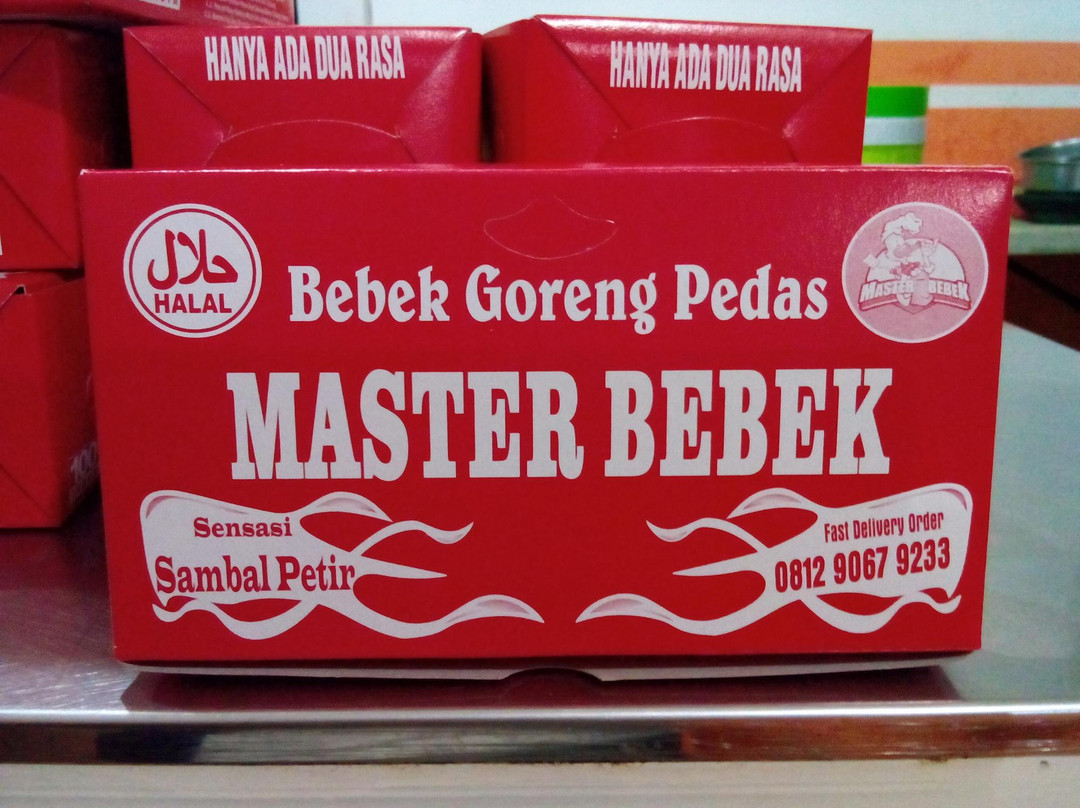 HANYA ADA DUA RASA
HANYA ADA DUA RASA
حلال
HALAL
Bebek Goreng Pedas
MASTER BEBEK
MASTER BEBEK
Sensasi
Sambal Petir
Fast Delivery Order
0812 9067 9233